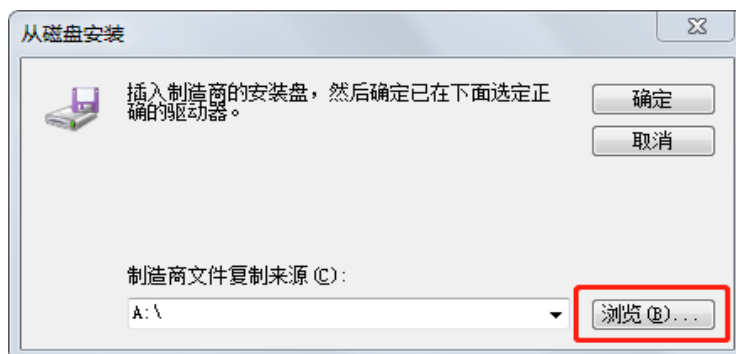 从磁盘安装
插入制造商的安装盘，然后确定已在下面选定正
确的驱动器。
确定
取消
制造商文件复制来源(C):
A:\
浏览(B)...